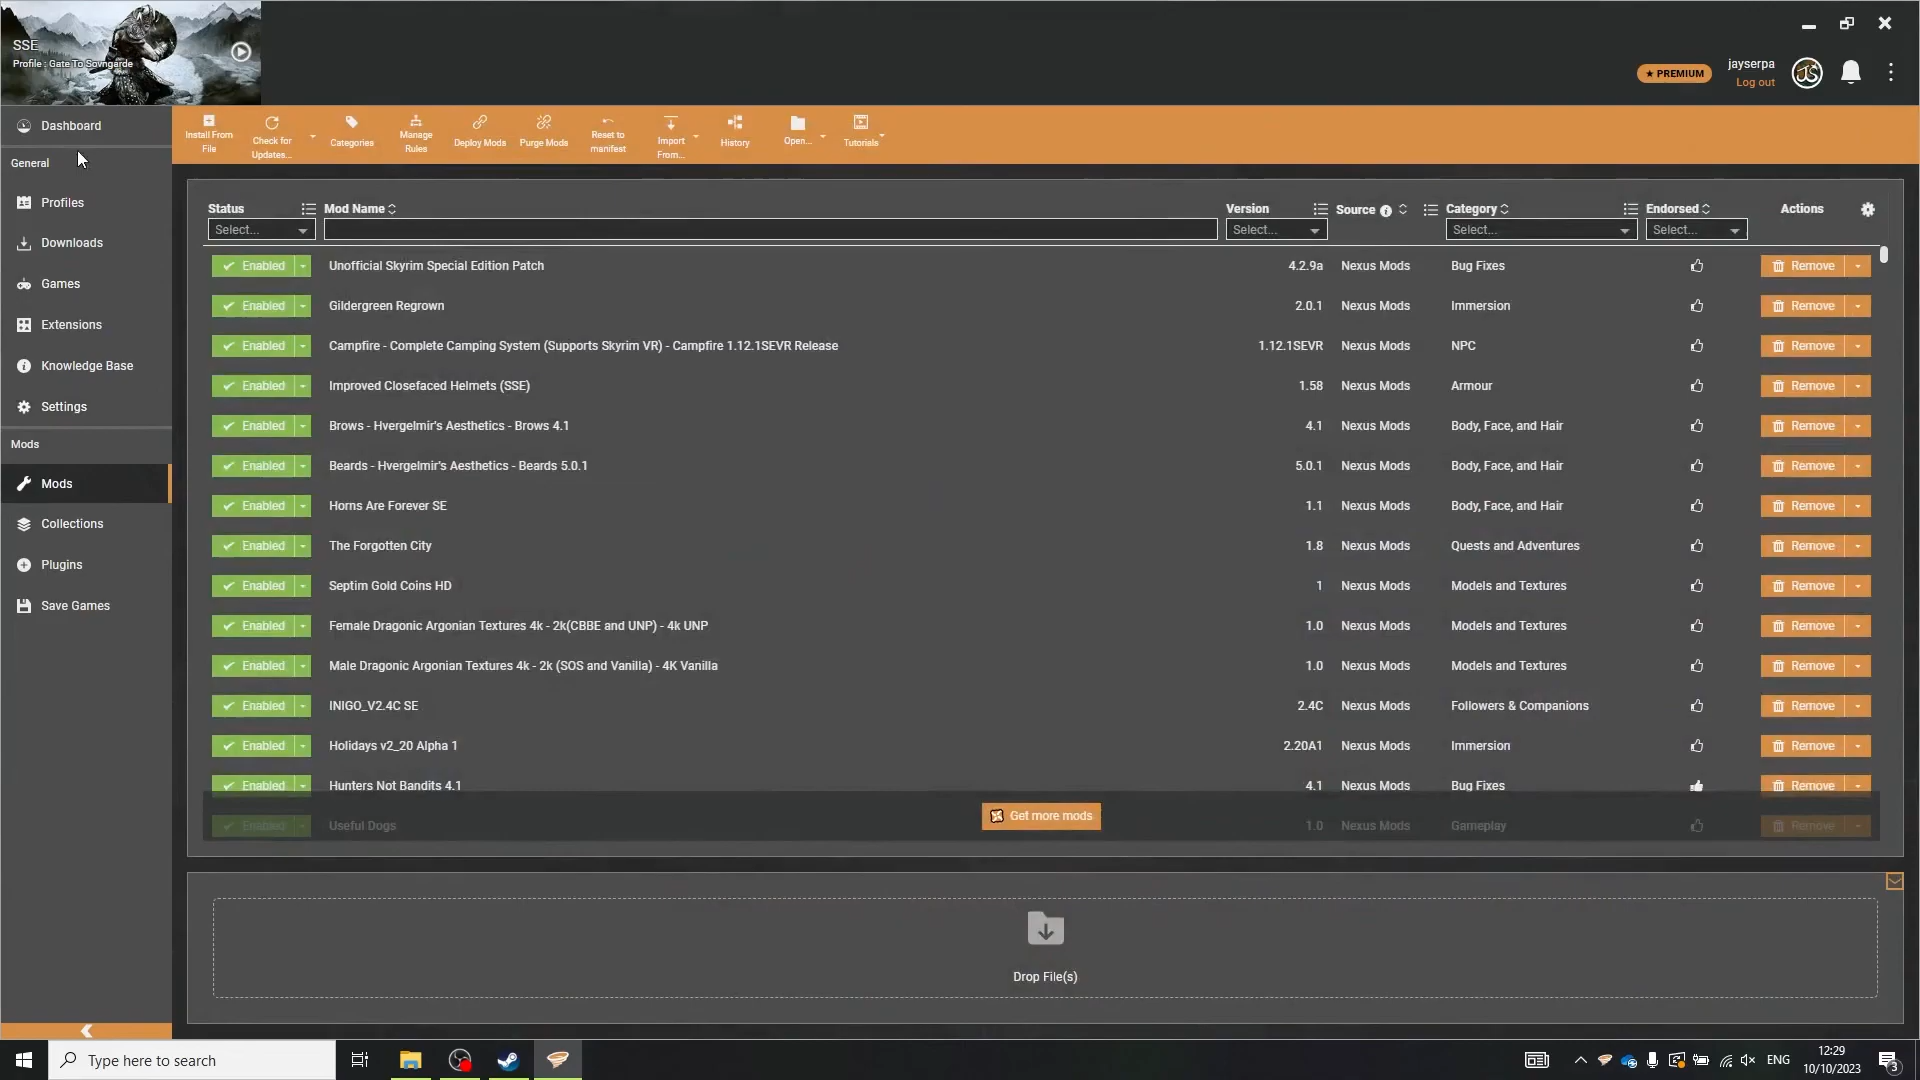 SSE
Profile : Gate To Sovngarde
PREMIUM
jayserpa
Log out
Dashboard
General
Profiles
Downloads
Games
Extensions
Knowledge Base
Settings
Mods
Mods
Collections
Plugins
Save Games
Install From File
Check for Updates...
Categories
Manage Rules
Deploy Mods
Purge Mods
Reset to manifest
Import From...
History
Open...
Tutorials
Status Mod Name Version Source Category Endorsed Actions
Select... Select... Select... Select...
Enabled Unofficial Skyrim Special Edition Patch 4.2.9a Nexus Mods Bug Fixes Remove
Enabled Gildergreen Regrown 2.0.1 Nexus Mods Immersion Remove
Enabled Campfire - Complete Camping System (Supports Skyrim VR) - Campfire 1.12.1SEVR Release 1.12.1SEVR Nexus Mods NPC Remove
Enabled Improved Closefaced Helmets (SSE) 1.58 Nexus Mods Armour Remove
Enabled Brows - Hvergelmir's Aesthetics - Brows 4.1 4.1 Nexus Mods Body, Face, and Hair Remove
Enabled Beards - Hvergelmir's Aesthetics - Beards 5.0.1 5.0.1 Nexus Mods Body, Face, and Hair Remove
Enabled Horns Are Forever SE 1.1 Nexus Mods Body, Face, and Hair Remove
Enabled The Forgotten City 1.8 Nexus Mods Quests and Adventures Remove
Enabled Septim Gold Coins HD 1 Nexus Mods Models and Textures Remove
Enabled Female Dragonic Argonian Textures 4k - 2k(CBBE and UNP) - 4k UNP 1.0 Nexus Mods Models and Textures Remove
Enabled Male Dragonic Argonian Textures 4k - 2k (SOS and Vanilla) - 4K Vanilla 1.0 Nexus Mods Models and Textures Remove
Enabled INIGO_V2.4C SE 2.4C Nexus Mods Followers & Companions Remove
Enabled Holidays v2_20 Alpha 1 2.20A1 Nexus Mods Immersion Remove
Enabled Hunters Not Bandits 4.1 4.1 Nexus Mods Bug Fixes Remove
Enabled Useful Dogs 1.0 Nexus Mods Gameplay Remove
Get more mods
Drop File(s)
Type here to search
ENG
12:29
10/10/2023
3